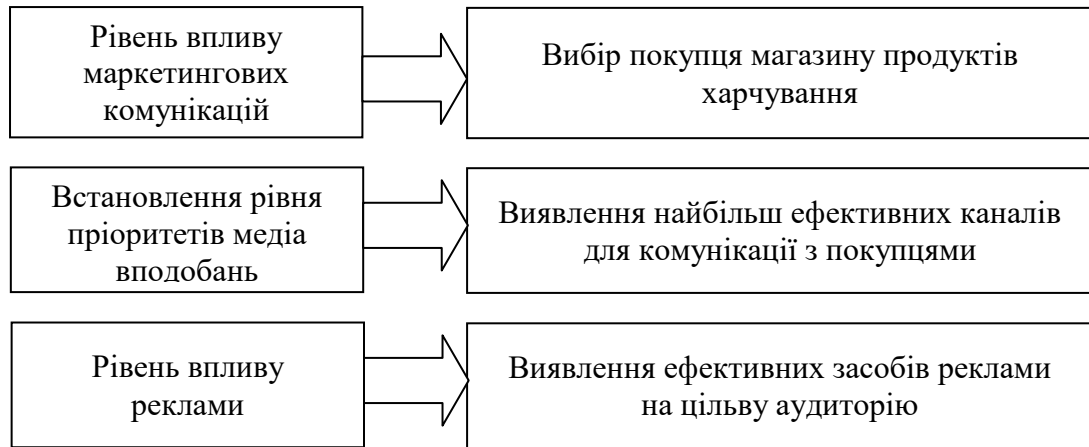 Рівень впливу
маркетингових
комунікацій
Вибір покупця магазину продуктів
харчування
Встановлення рівня
пріоритетів медіа
вподобань
Виявлення найбільш ефективних каналів
для комунікації з покупцями
Рівень впливу
реклами
Виявлення ефективних засобів реклами
на цільву аудиторію